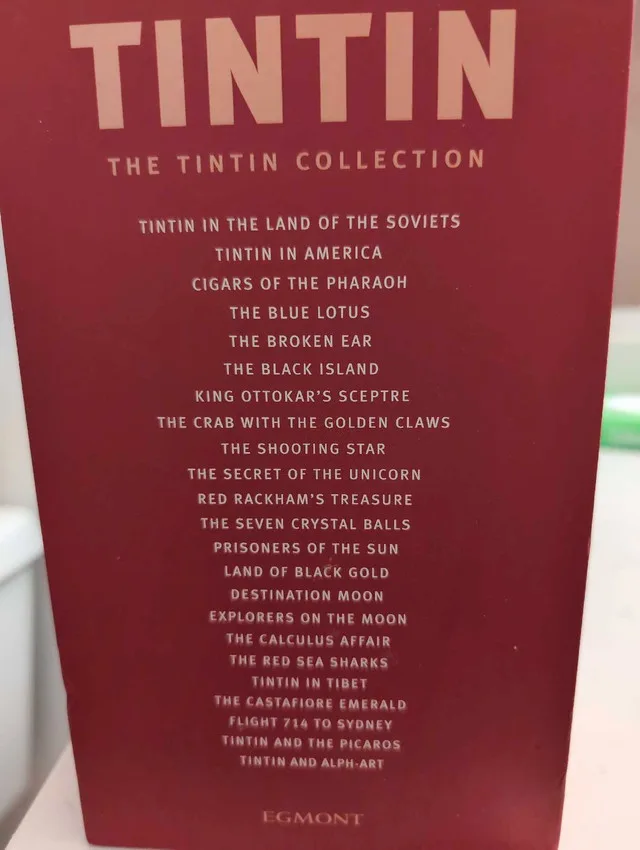 TINTIN
THE TINTIN COLLECTION
TINTIN IN THE LAND OF THE SOVIETS
TINTIN IN AMERICA
CIGARS OF THE PHARAOH
THE BLUE LOTUS
THE BROKEN EAR
THE BLACK ISLAND
KING OTTOKAR'S SCEPTRE
THE CRAB WITH THE GOLDEN CLAWS
THE SHOOTING STAR
THE SECRET OF THE UNICORN
RED RACKHAM'S TREASURE
THE SEVEN CRYSTAL BALLS
PRISONERS OF THE SUN
LAND OF BLACK GOLD
DESTINATION MOON
EXPLORERS ON THE MOON
THE CALCULUS AFFAIR
THE RED SEA SHARKS
TINTIN IN TIBET
THE CASTAFIORE EMERALD
FLIGHT 714 TO SYDNEY
TINTIN AND THE PICAROS
TINTIN AND ALPH-ART
EGMONT